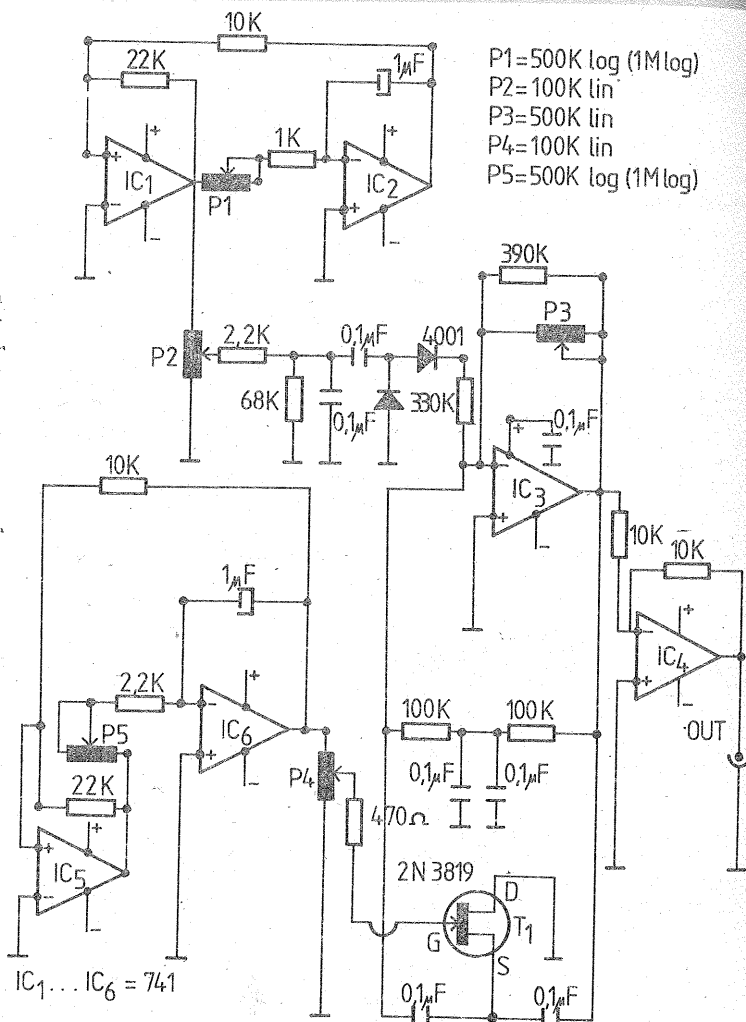 10K
22K
1µF
P1=500K log (1M log)
P2=100K lin
P3=500K lin
P4=100K lin
P5=500K log (1M log)
+
+
+
1K
-
IC1
IC2
P1
-
+
-
-
390K
P3
P2
2,2K
0,1µF
4001
68K
0,1µF
330K
+
0,1µF
-
IC3
+
-
10K
10K
10K
1µF
+
-
IC4
+
-
OUT
2,2K
+
-
IC6
+
-
P5
22K
P4
470Ω
100K
100K
0,1µF
0,1µF
+
+
IC5
-
-
2N 3819
D
T1
G
S
IC1...IC6 = 741
0,1µF
0,1µF